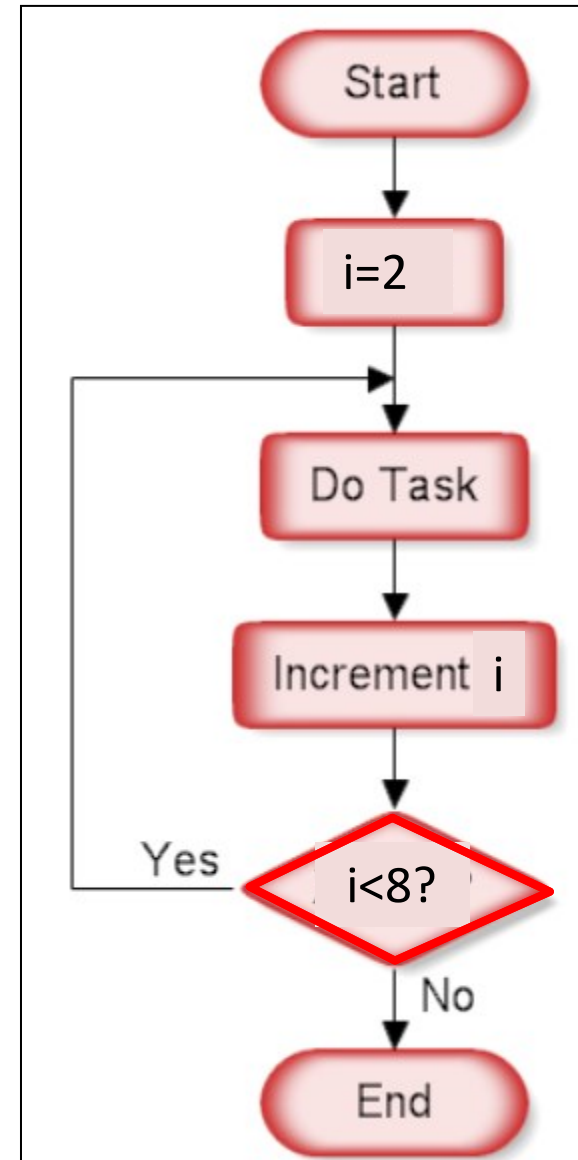 Start
i=2
Do Task
Increment i
Yes
i<8?
No
End